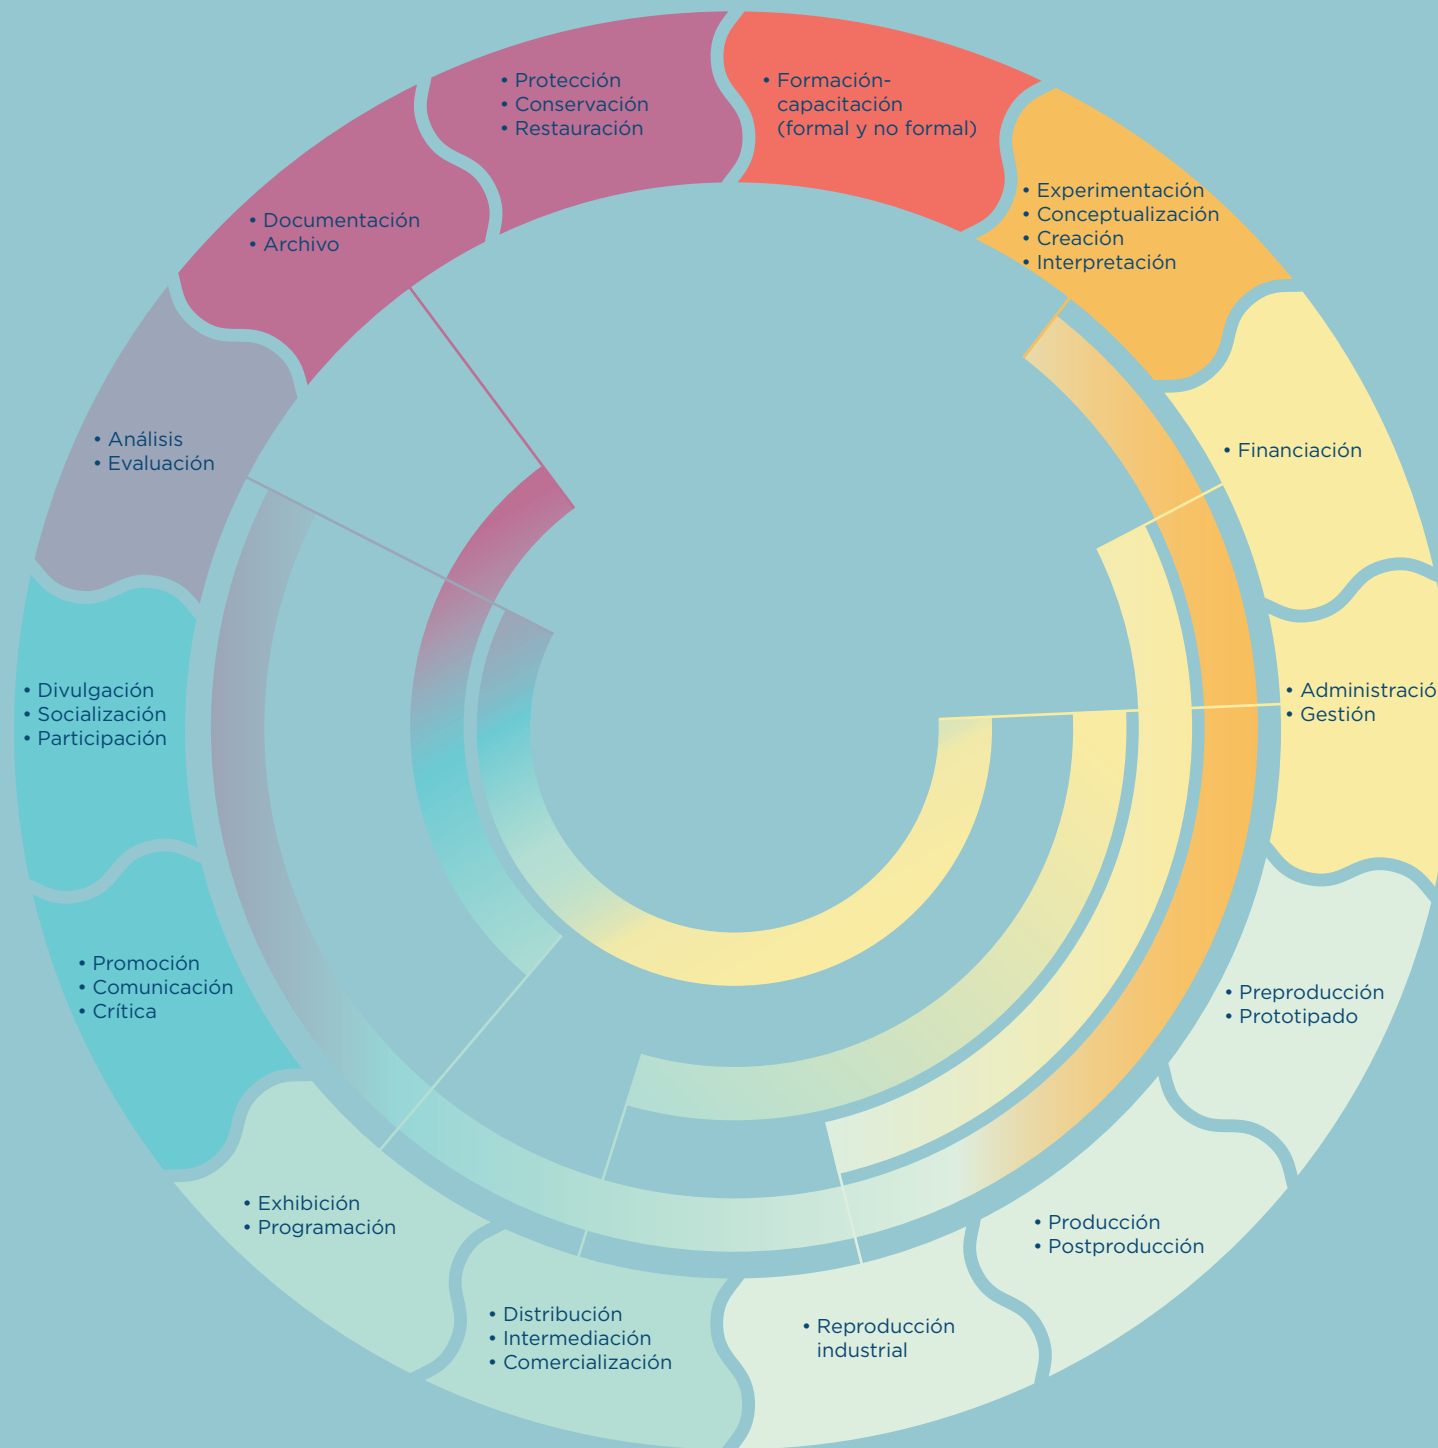 • Protección
• Conservación
• Restauración
• Formación-
capacitación
(formal y no formal)
• Experimentación
• Conceptualización
• Creación
• Interpretación
• Financiación
• Administració
• Gestión
• Preproducción
• Prototipado
• Producción
• Postproducción
• Reproducción
industrial
• Distribución
• Intermediación
• Comercialización
• Exhibición
• Programación
• Promoción
• Comunicación
• Crítica
• Divulgación
• Socialización
• Participación
• Análisis
• Evaluación
• Documentación
• Archivo